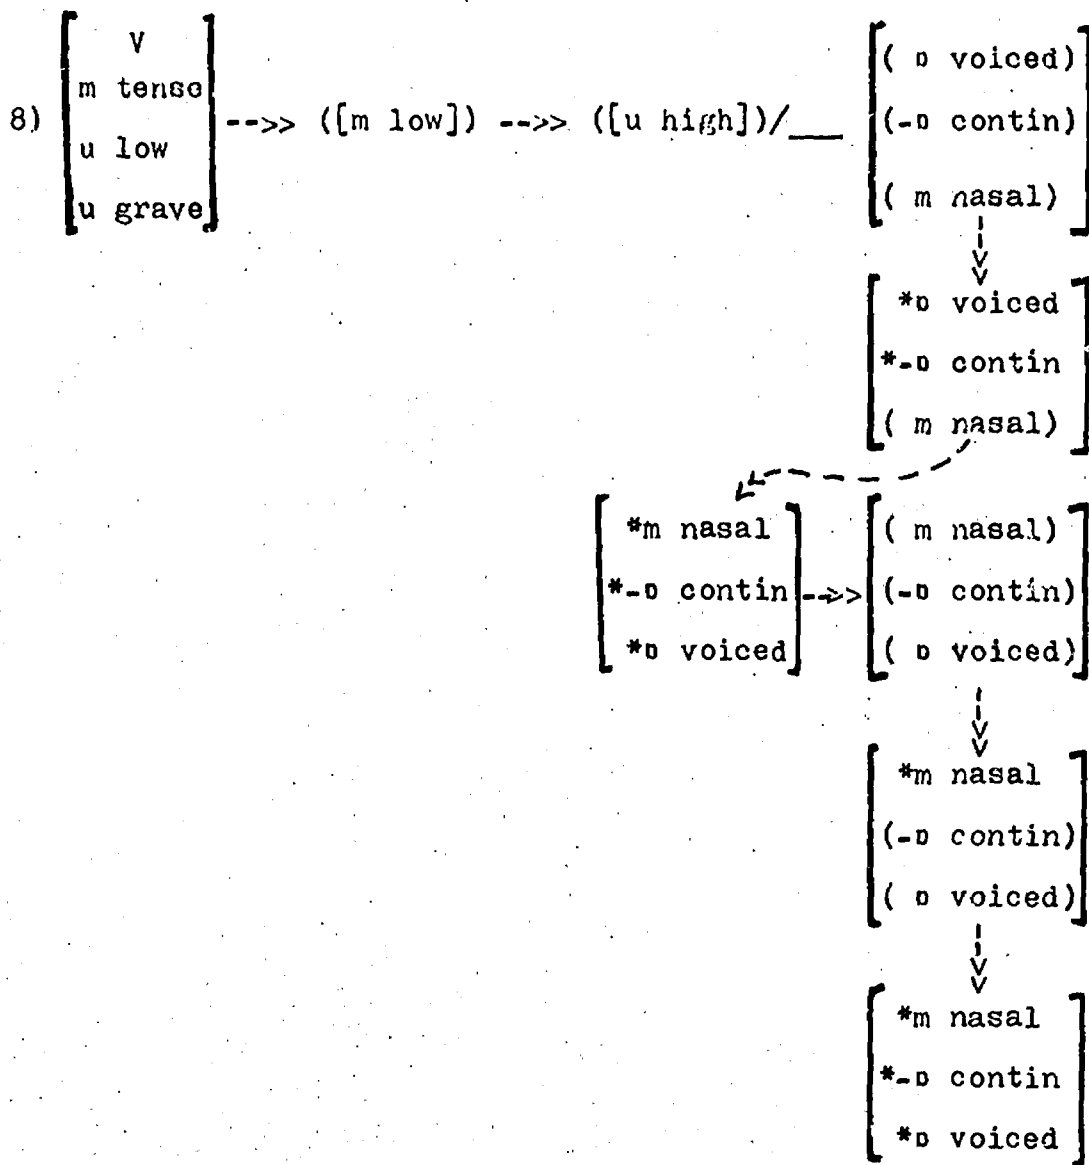 V
m tense
8) u low -->> ([m low]) -->> ([u high])/___
u grave
( α voiced)
(-α contin)
( m nasal)
*α voiced
*-α contin
( m nasal)
*m nasal
*-α contin -->>
*α voiced
( m nasal)
(-α contin)
( α voiced)
*m nasal
(-α contin)
( α voiced)
*m nasal
*-α contin
*α voiced